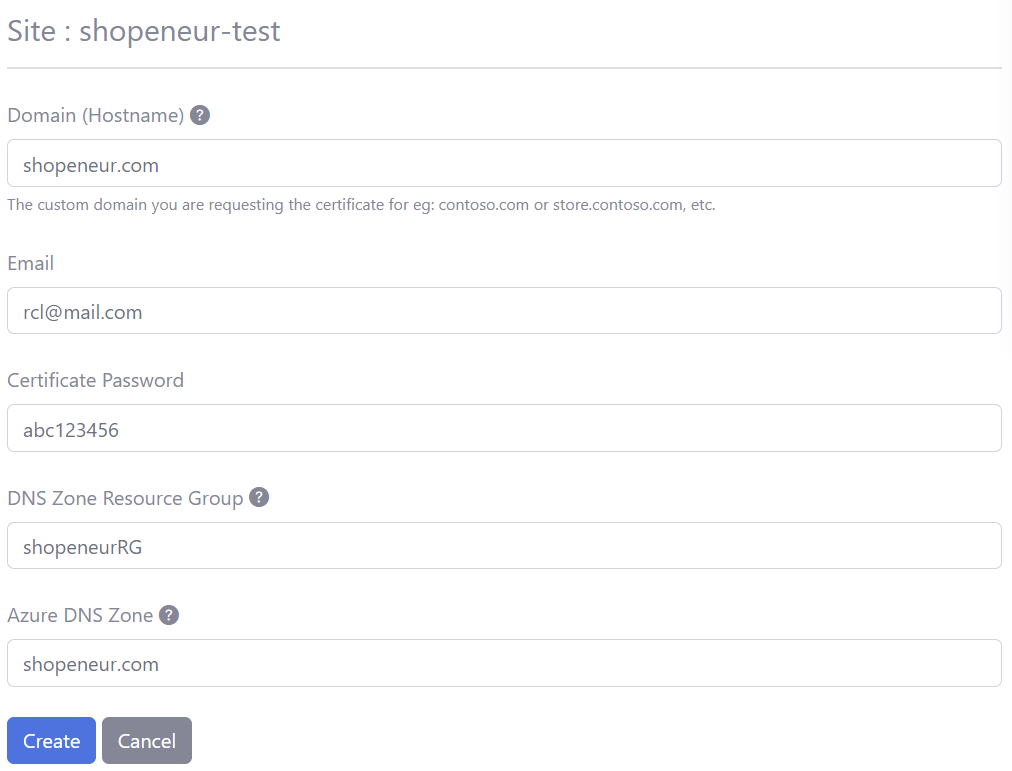 Site : shopeneur-test
Domain (Hostname) ?
shopeneur.com
The custom domain you are requesting the certificate for eg: contoso.com or store.contoso.com, etc.
Email
rcl@mail.com
Certificate Password
abc123456
DNS Zone Resource Group ?
shopeneurRG
Azure DNS Zone ?
shopeneur.com
Create Cancel